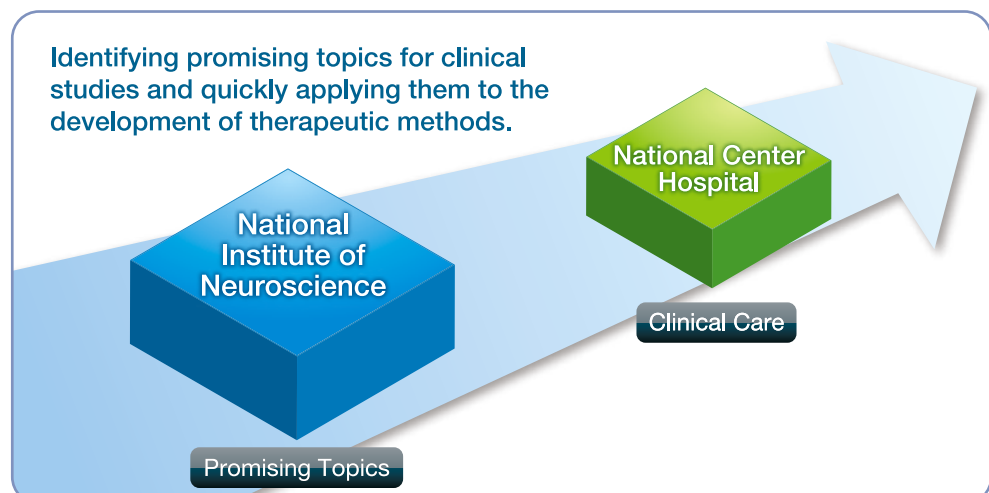 Identifying promising topics for clinical
studies and quickly applying them to the
development of therapeutic methods.
National Center
Hospital
National
Institute of
Neuroscience
Clinical Care
Promising Topics